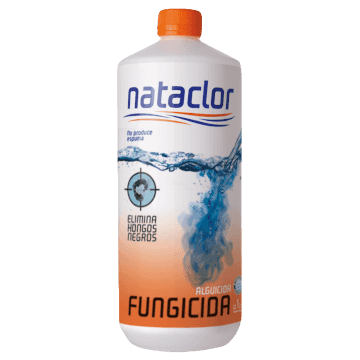 nataclor
No produce
espuma
ELIMINA
HONGOS
NEGROS
ALGUICIDA
FUNGICIDA